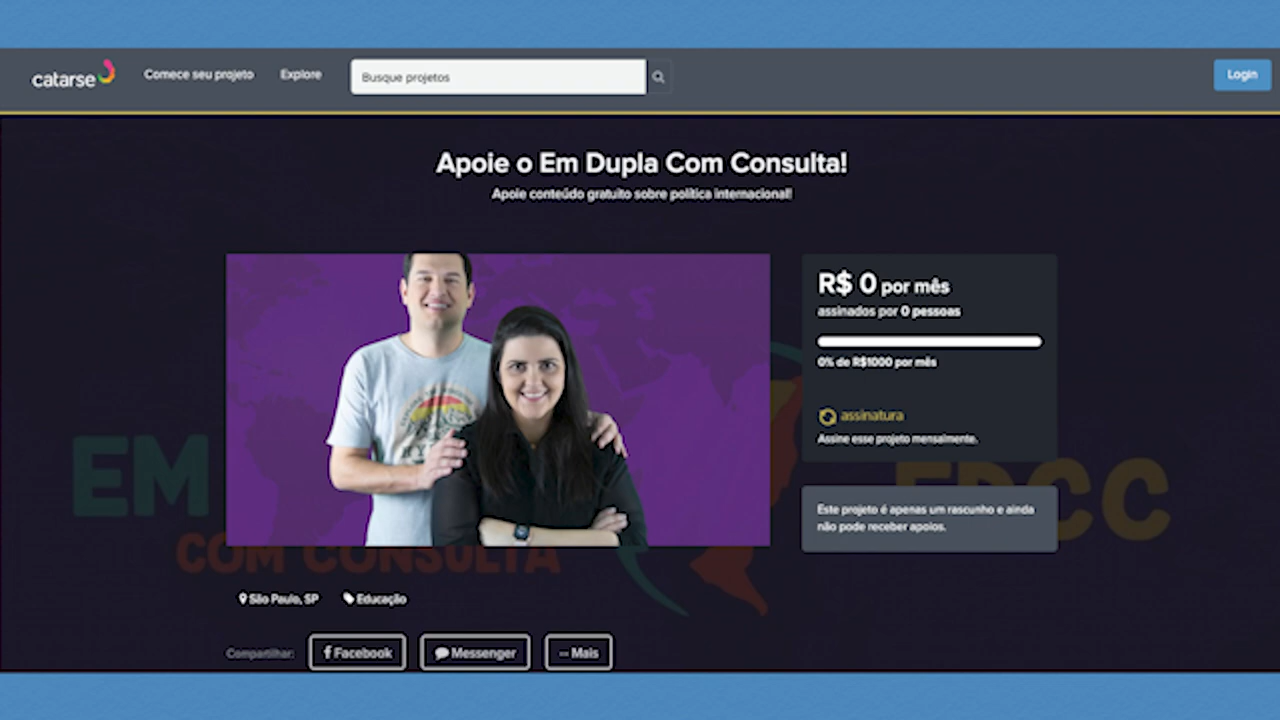 catarse
Comece seu projeto
Explore
Busque projetos
Login
Apoie o Em Dupla Com Consulta!
Apoie conteúdo gratuito sobre política internacional!
R$ 0 por mês
assinados por 0 pessoas
0% de R$1000 por mês
assinatura
Assine esse projeto mensalmente.
EM
EDCC
Este projeto é apenas um rascunho e ainda
não pode receber apoios.
COM CONSULTA
São Paulo, SP
Educação
Compartilhar:
Facebook
Messenger
··· Mais